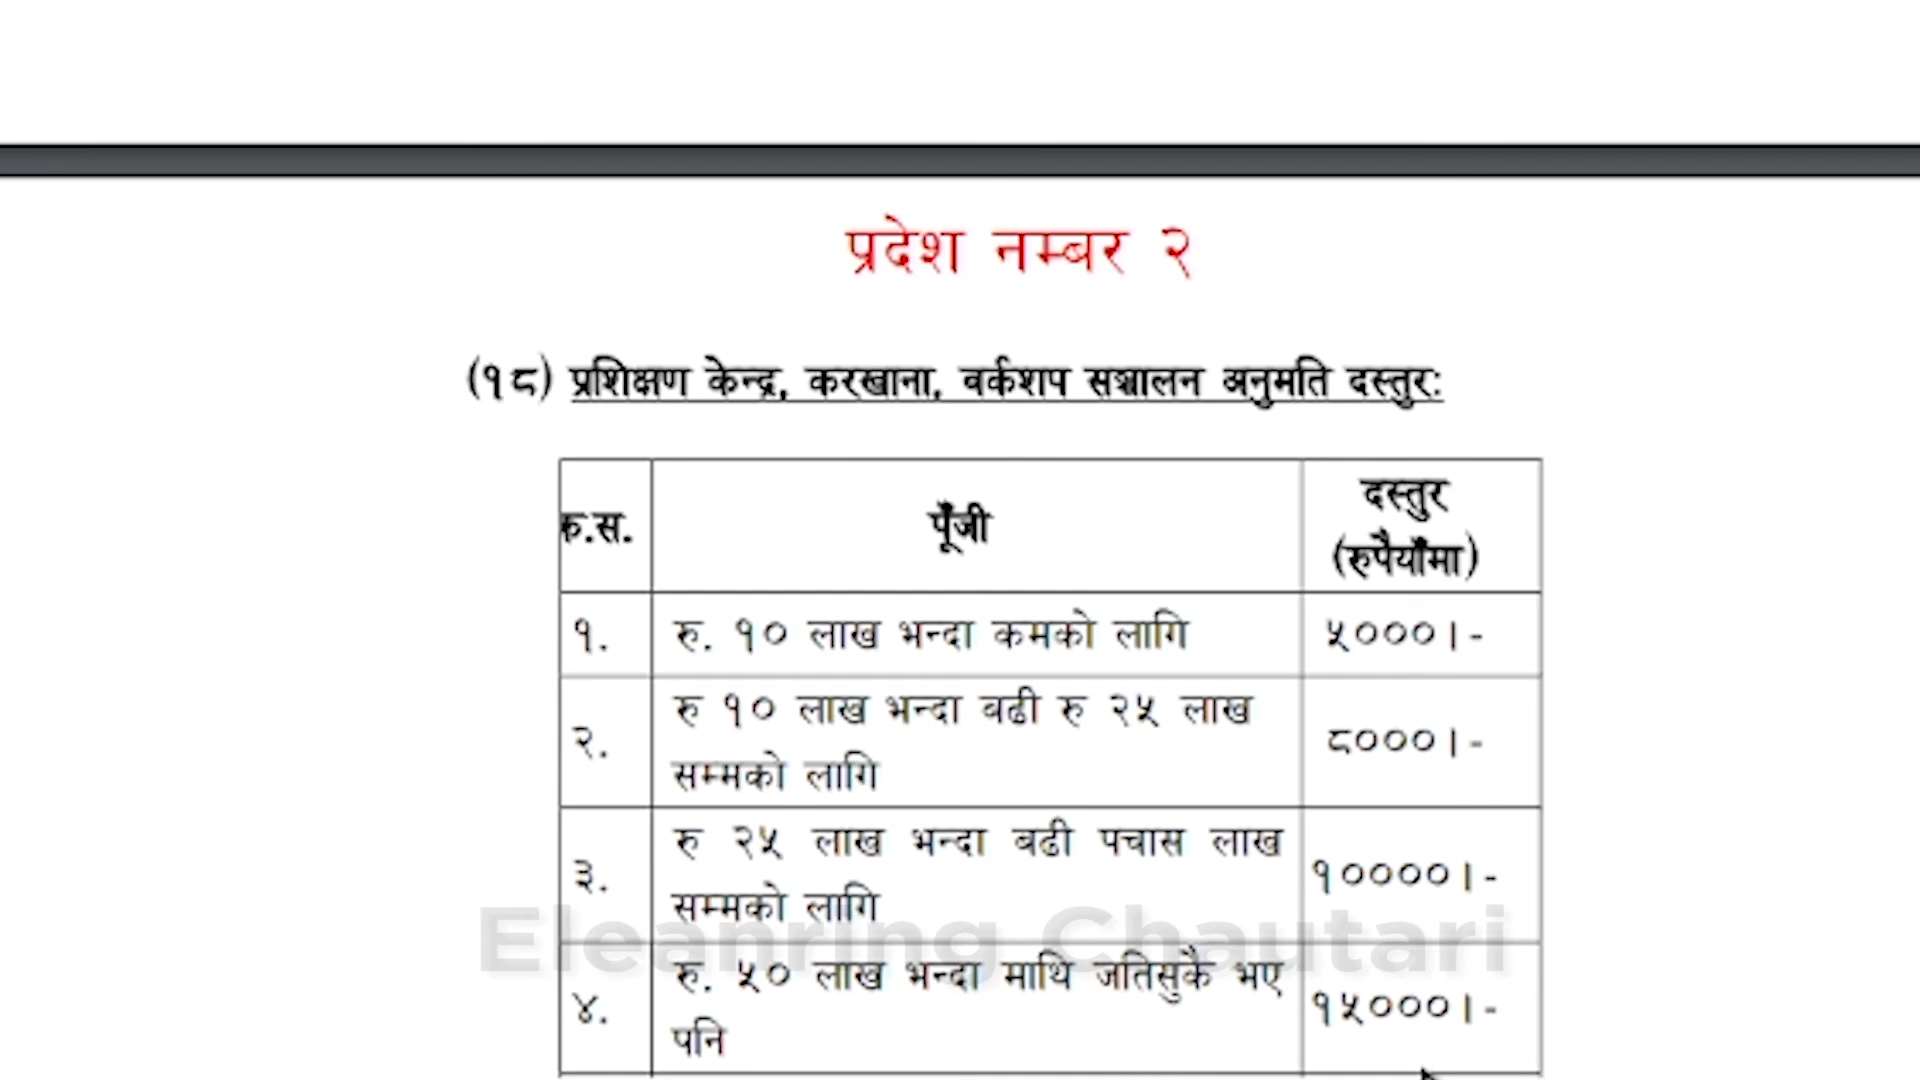 प्रदेश नम्बर २
(१८) प्रशिक्षण केन्द्र, करखाना, वर्कशप सञ्चालन अनुमति दस्तुरः
क्र.स.
पूँजी
दस्तुर
(रुपैयाँमा)
१.
रु. १० लाख भन्दा कमको लागि
५०००।-
२.
रु १० लाख भन्दा बढी रु २५ लाख
सम्मको लागि
८०००।-
३.
रु २५ लाख भन्दा बढी पचास लाख
सम्मको लागि
१००००।-
४.
रु. ५० लाख भन्दा माथि जतिसुकै भए
पनि
१५०००।-
Eleanring Chautari